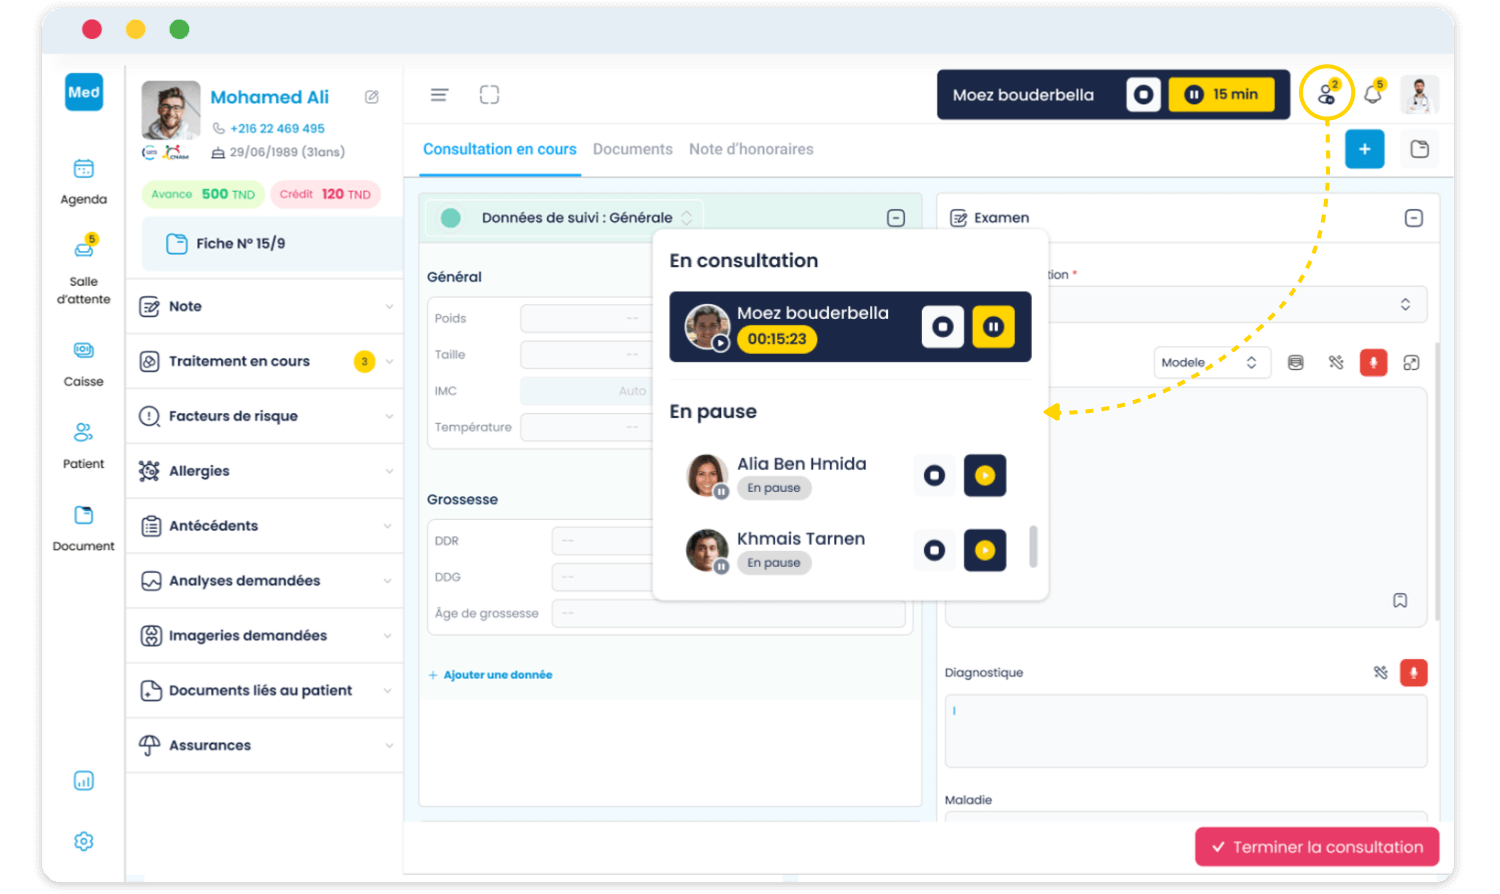 Med
Agenda
5
Salle
d'attente
Caisse
Patient
Document
Mohamed Ali
+216 22 469 495
CNAM
29/06/1989 (31ans)
Avance 500 TND
Crédit 120 TND
Fiche N° 15/9
Note
Traitement en cours
3
Facteurs de risque
Allergies
Antécédents
Analyses demandées
Imageries demandées
Documents liés au patient
Assurances
Moez bouderbella
15 min
2
5
Consultation en cours
Documents
Note d'honoraires
+
Données de suivi : Générale
Général
Poids
--
Taille
--
IMC
Auto
Température
--
Grossesse
DDR
--
DDG
--
Âge de grossesse
--
+ Ajouter une donnée
En consultation
Moez bouderbella
00:15:23
En pause
Alia Ben Hmida
En pause
Khmais Tarnen
En pause
Examen
tion *
Modele
Diagnostique
Maladie
Terminer la consultation